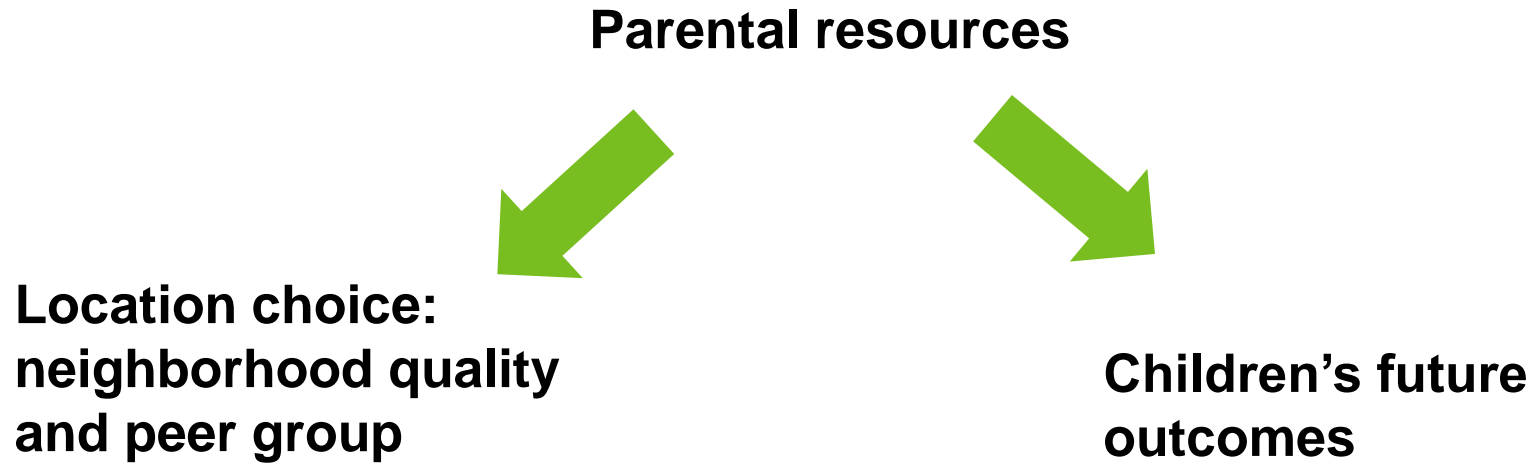 Parental resources
Location choice:
neighborhood quality
and peer group
Children’s future
outcomes